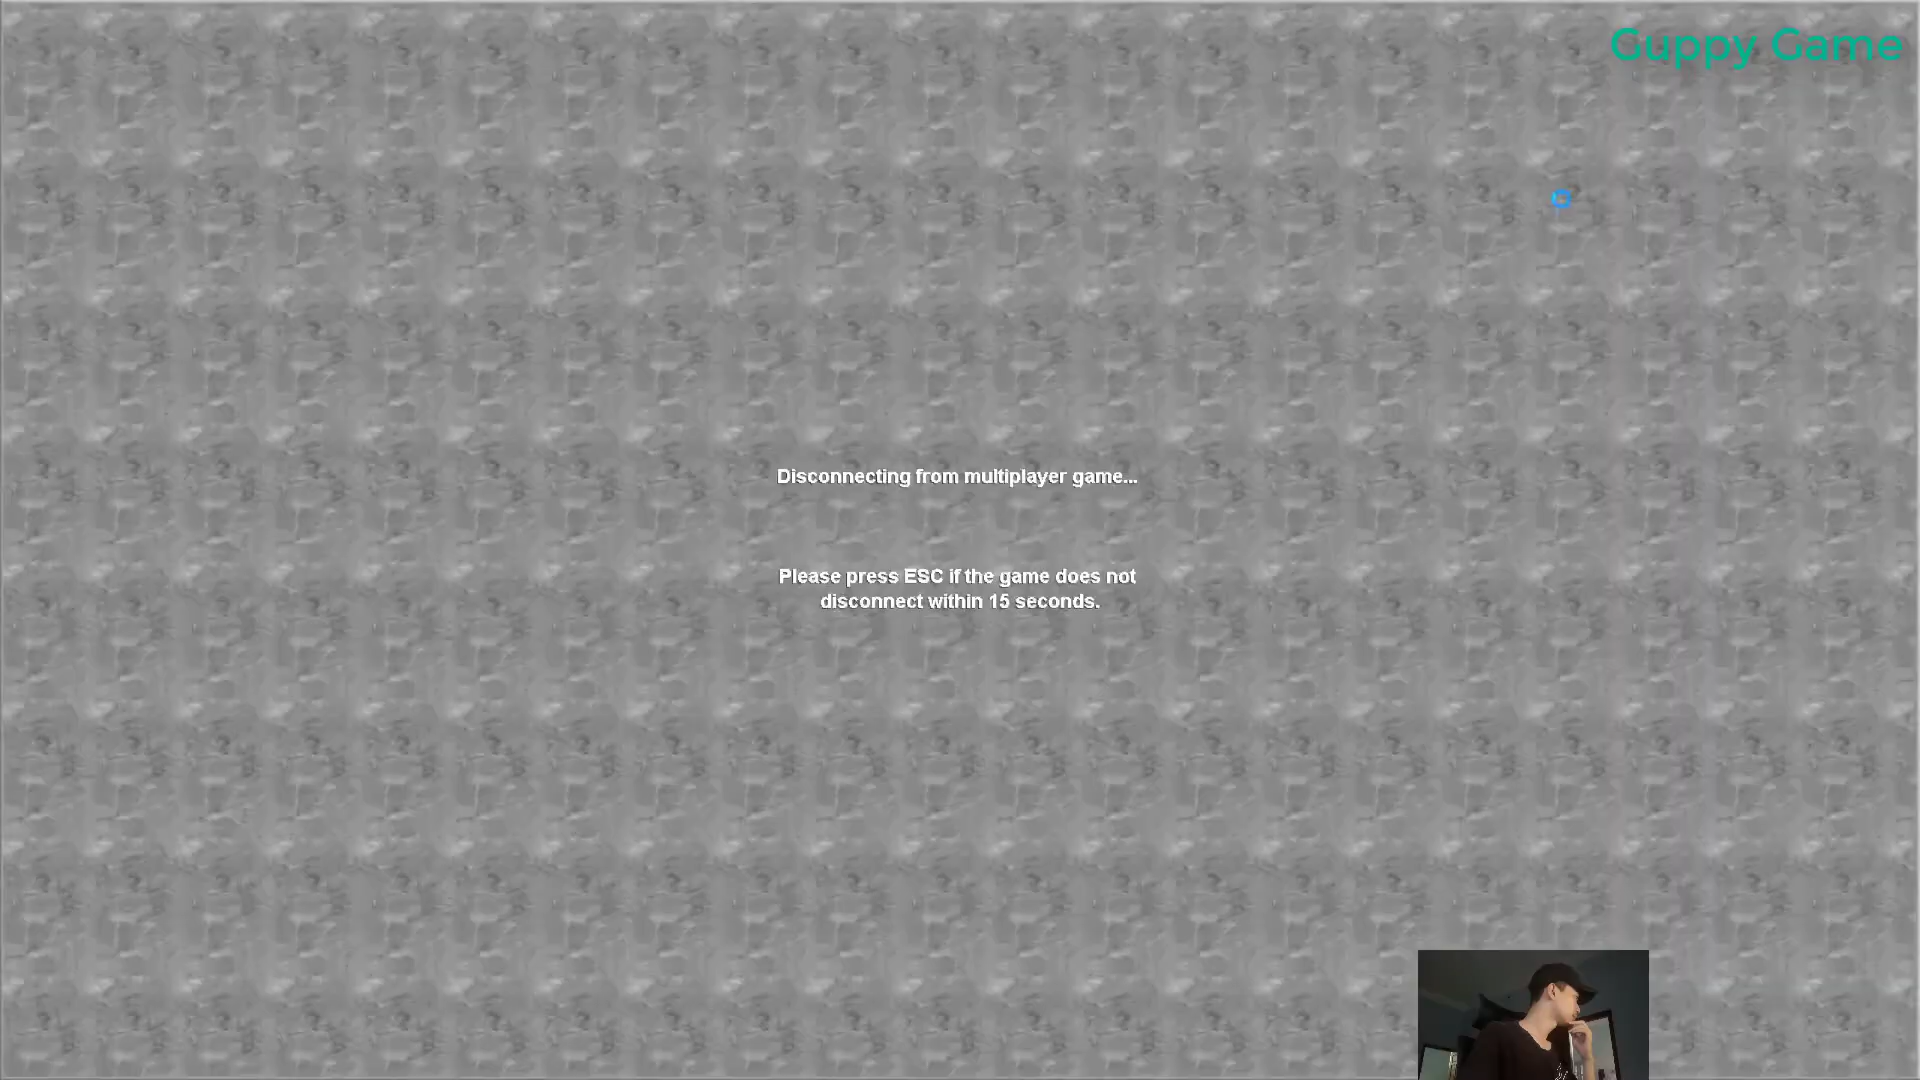 Guppy Game
Disconnecting from multiplayer game...
Please press ESC if the game does not
disconnect within 15 seconds.